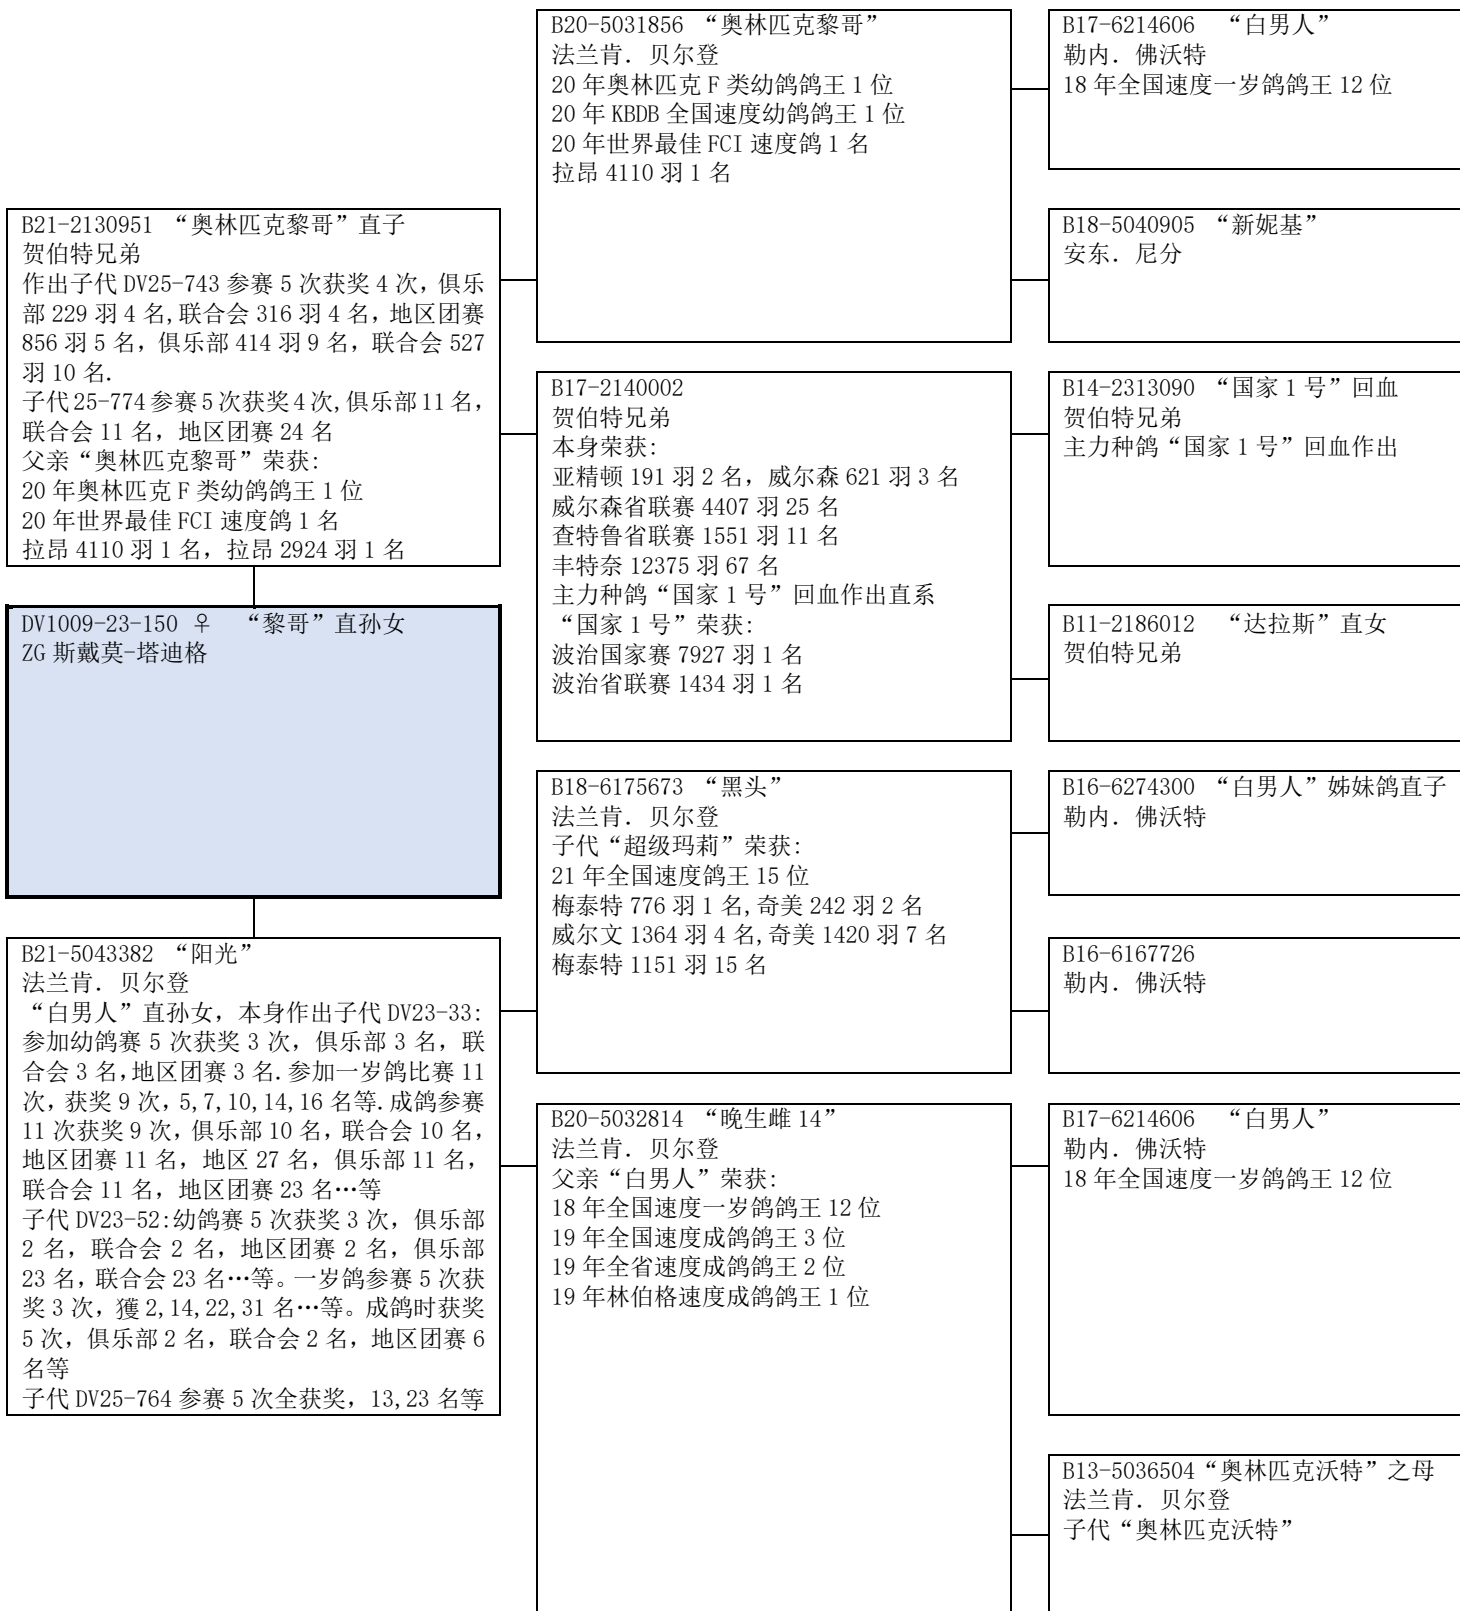 B21-2130951 “奥林匹克黎哥”直子
贺伯特兄弟
作出子代 DV25-743 参赛 5 次获奖 4 次，俱乐
部 229 羽 4 名,联合会 316 羽 4 名，地区团赛
856 羽 5 名，俱乐部 414 羽 9 名，联合会 527
羽 10 名.
子代 25-774 参赛 5 次获奖 4 次,俱乐部 11 名，
联合会 11 名，地区团赛 24 名
父亲“奥林匹克黎哥”荣获:
20 年奥林匹克 F 类幼鸽鸽王 1 位
20 年世界最佳 FCI 速度鸽 1 名
拉昂 4110 羽 1 名，拉昂 2924 羽 1 名
DV1009-23-150 ♀ “黎哥”直孙女
ZG 斯戴莫-塔迪格
B21-5043382 “阳光”
法兰肯．贝尔登
“白男人”直孙女，本身作出子代 DV23-33:
参加幼鸽赛 5 次获奖 3 次，俱乐部 3 名，联
合会 3 名,地区团赛 3 名.参加一岁鸽比赛 11
次，获奖 9 次，5,7,10,14,16 名等.成鸽参赛
11 次获奖 9 次，俱乐部 10 名，联合会 10 名，
地区团赛 11 名，地区 27 名，俱乐部 11 名，
联合会 11 名，地区团赛 23 名…等
子代 DV23-52:幼鸽赛 5 次获奖 3 次，俱乐部
2 名，联合会 2 名，地区团赛 2 名，俱乐部
23 名，联合会 23 名…等。一岁鸽参赛 5 次获
奖 3 次，獲 2,14,22,31 名…等。成鸽时获奖
5 次，俱乐部 2 名，联合会 2 名，地区团赛 6
名等
子代 DV25-764 参赛 5 次全获奖，13,23 名等
B20-5031856 “奥林匹克黎哥”
法兰肯．贝尔登
20 年奥林匹克 F 类幼鸽鸽王 1 位
20 年 KBDB 全国速度幼鸽鸽王 1 位
20 年世界最佳 FCI 速度鸽 1 名
拉昂 4110 羽 1 名
B17-2140002
贺伯特兄弟
本身荣获:
亚精顿 191 羽 2 名，威尔森 621 羽 3 名
威尔森省联赛 4407 羽 25 名
查特鲁省联赛 1551 羽 11 名
丰特奈 12375 羽 67 名
主力种鸽“国家 1 号”回血作出直系
“国家 1 号”荣获:
波治国家赛 7927 羽 1 名
波治省联赛 1434 羽 1 名
B18-6175673 “黑头”
法兰肯．贝尔登
子代“超级玛莉”荣获:
21 年全国速度鸽王 15 位
梅泰特 776 羽 1 名,奇美 242 羽 2 名
威尔文 1364 羽 4 名,奇美 1420 羽 7 名
梅泰特 1151 羽 15 名
B20-5032814 “晚生雌 14”
法兰肯．贝尔登
父亲“白男人”荣获:
18 年全国速度一岁鸽鸽王 12 位
19 年全国速度成鸽鸽王 3 位
19 年全省速度成鸽鸽王 2 位
19 年林伯格速度成鸽鸽王 1 位
B17-6214606 “白男人”
勒内．佛沃特
18 年全国速度一岁鸽鸽王 12 位
B18-5040905 “新妮基”
安东．尼分
B14-2313090 “国家 1 号”回血
贺伯特兄弟
主力种鸽“国家 1 号”回血作出
B11-2186012 “达拉斯”直女
贺伯特兄弟
B16-6274300 “白男人”姊妹鸽直子
勒内．佛沃特
B16-6167726
勒内．佛沃特
B17-6214606 “白男人”
勒内．佛沃特
18 年全国速度一岁鸽鸽王 12 位
B13-5036504“奥林匹克沃特”之母
法兰肯．贝尔登
子代“奥林匹克沃特”